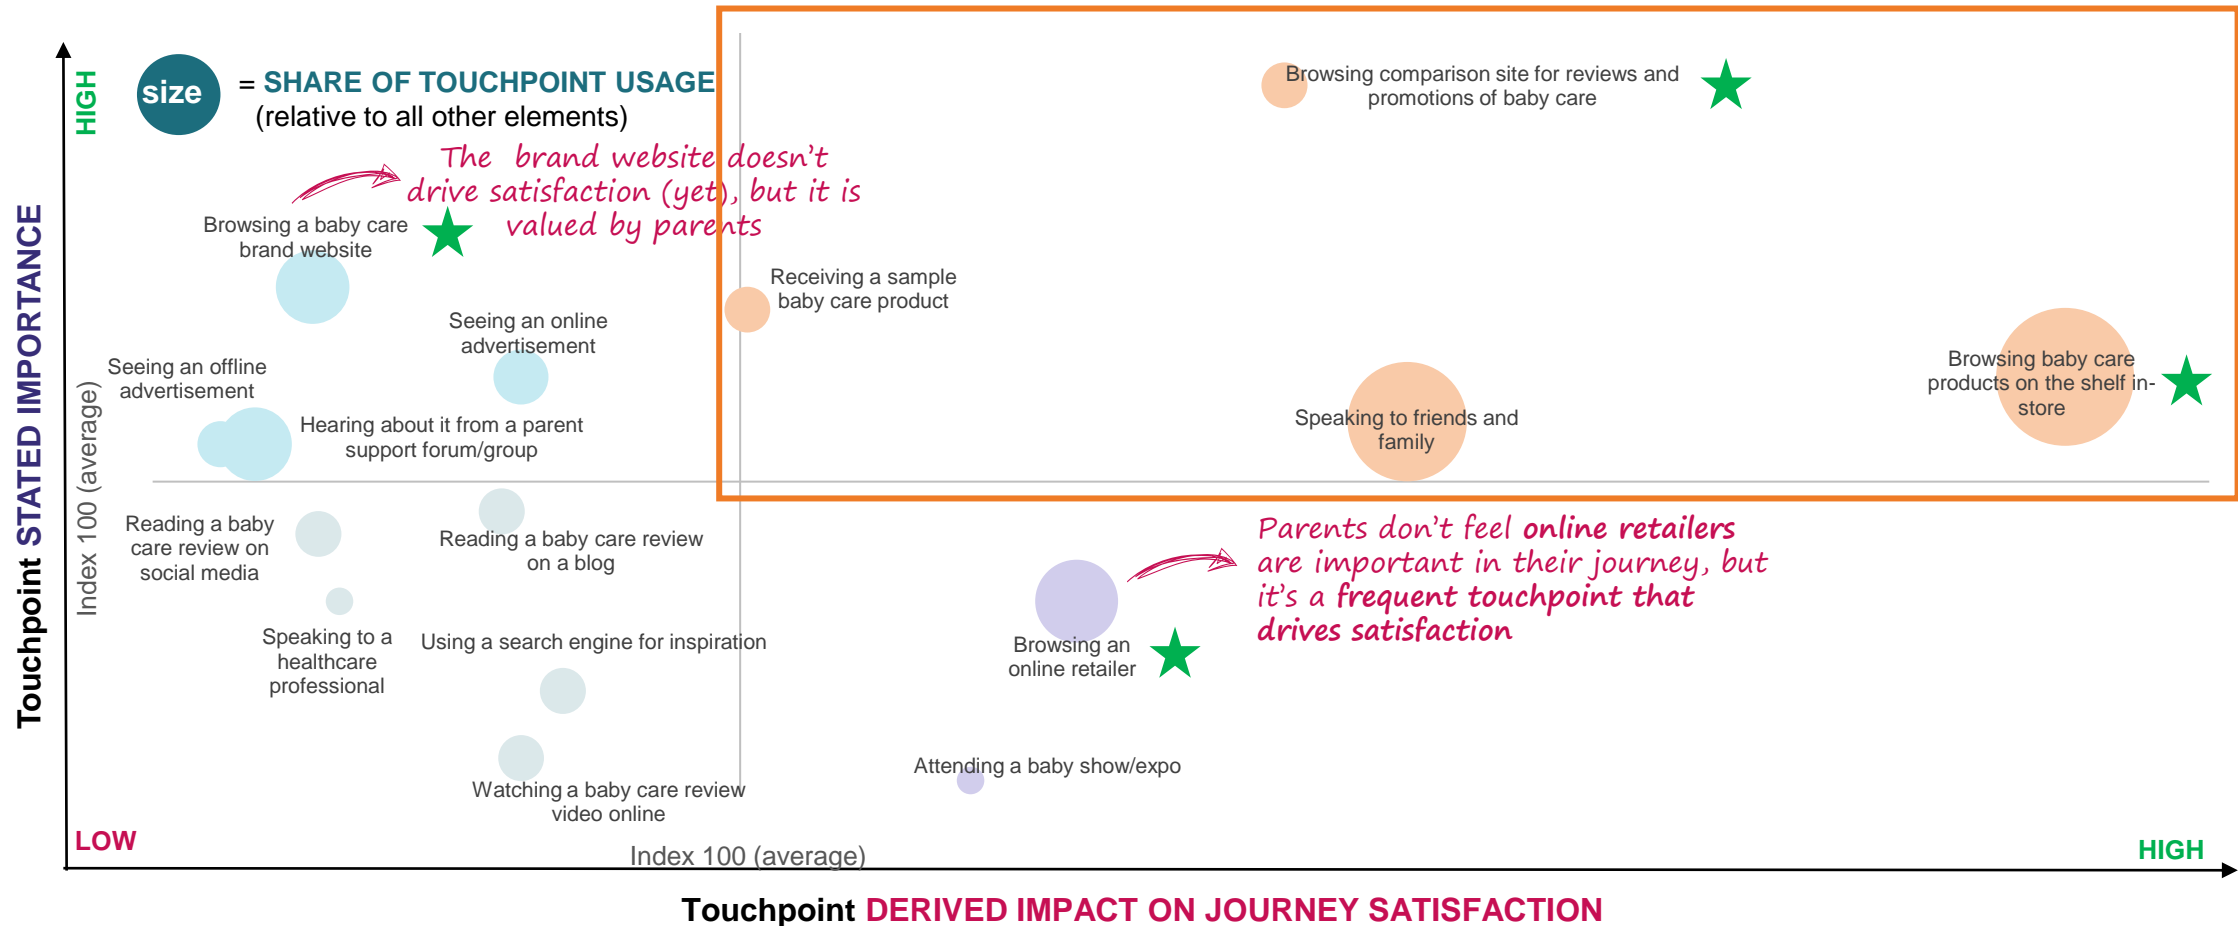 HIGH
size
= SHARE OF TOUCHPOINT USAGE
(relative to all other elements)
The brand website doesn't
drive satisfaction (yet), but it is
valued by parents
Browsing a baby care
brand website
Browsing comparison site for reviews and
promotions of baby care
Receiving a sample
baby care product
Seeing an online
advertisement
Seeing an offline
advertisement
Hearing about it from a parent
support forum/group
Speaking to friends and
family
Browsing baby care
products on the shelf in-
store
Touchpoint STATED IMPORTANCE
Index 100 (average)
Reading a baby
care review on
social media
Reading a baby care review
on a blog
Parents don't feel online retailers
are important in their journey, but
it's a frequent touchpoint that
drives satisfaction
Speaking to a
healthcare
professional
Using a search engine for inspiration
Browsing an
online retailer
Watching a baby care review
video online
Attending a baby show/expo
LOW
Index 100 (average)
HIGH
Touchpoint DERIVED IMPACT ON JOURNEY SATISFACTION